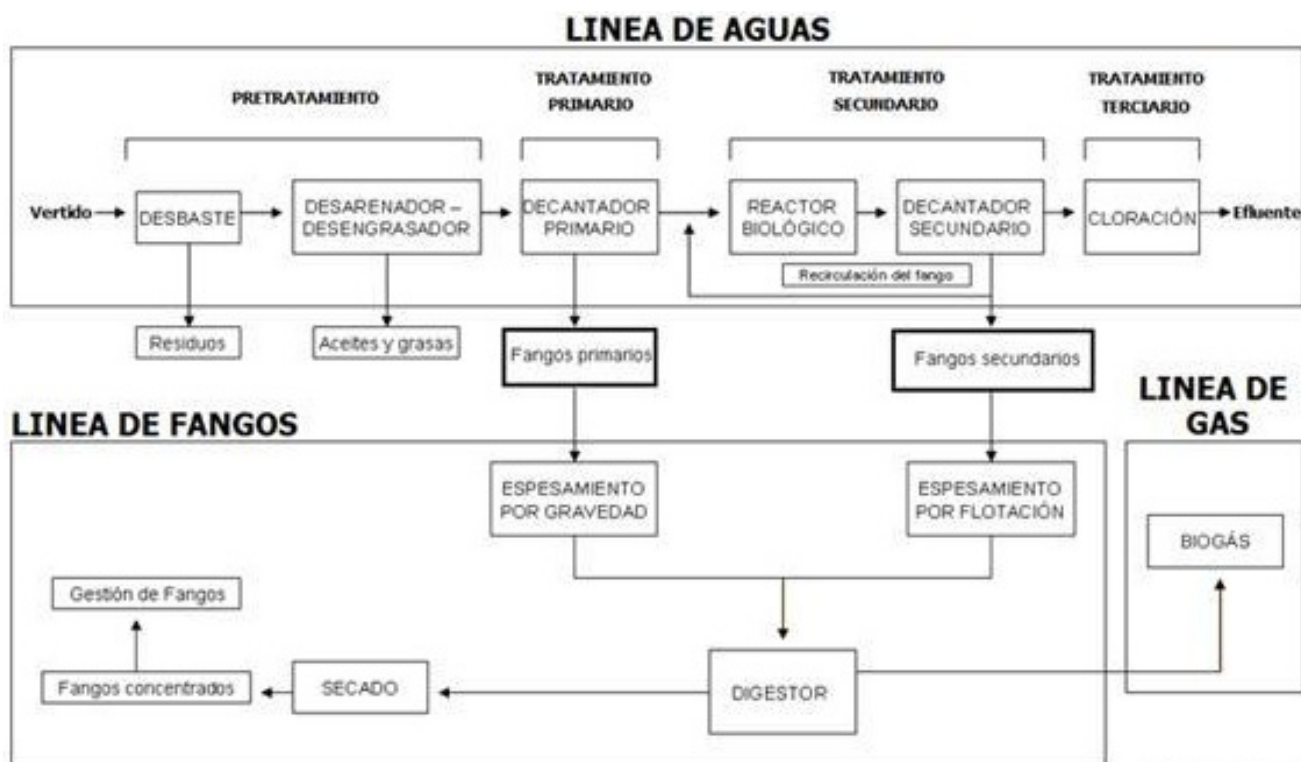 LINEA DE AGUAS
PRETRATAMIENTO
TRATAMIENTO
PRIMARIO
TRATAMIENTO
SECUNDARIO
TRATAMIENTO
TERCIARIO
Vertido
DESBASTE
DESARENADOR –
DESENGRASADOR
DECANTADOR
PRIMARIO
REACTOR
BIOLÓGICO
DECANTADOR
SECUNDARIO
CLORACIÓN
Efluente
Recirculación del fango
Residuos
Aceites y grasas
Fangos primarios
Fangos secundarios
LINEA DE FANGOS
LINEA DE
GAS
ESPESAMIENTO
POR GRAVEDAD
ESPESAMIENTO
POR FLOTACIÓN
BIOGÁS
Gestión de Fangos
Fangos concentrados
SECADO
DIGESTOR